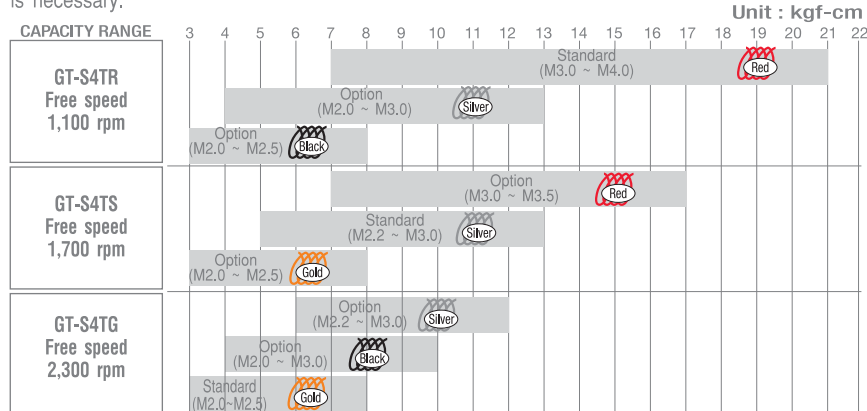 is necessary.
Unit : kgf-cm
CAPACITY RANGE 3 4 5 6 7 8 9 10 11 12 13 14 15 16 17 18 19 20 21 22
GT-S4TR
Free speed
1,100 rpm
Standard
(M3.0 ~ M4.0)
Red
Option
(M2.0 ~ M3.0)
Silver
Option
(M2.0 ~ M2.5)
Black
GT-S4TS
Free speed
1,700 rpm
Option
(M3.0 ~ M3.5)
Red
Standard
(M2.2 ~ M3.0)
Silver
Option
(M2.0 ~ M2.5)
Gold
GT-S4TG
Free speed
2,300 rpm
Option
(M2.2 ~ M3.0)
Silver
Option
(M2.0 ~ M3.0)
Black
Standard
(M2.0~M2.5)
Gold